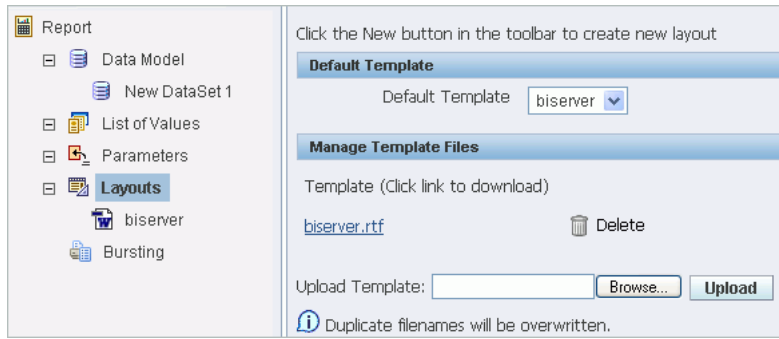 Report
Data Model
New DataSet 1
List of Values
Parameters
Layouts
biserver
Bursting
Click the New button in the toolbar to create new layout
Default Template
Default Template biserver
Manage Template Files
Template (Click link to download)
biserver.rtf Delete
Upload Template: Browse... Upload
Duplicate filenames will be overwritten.